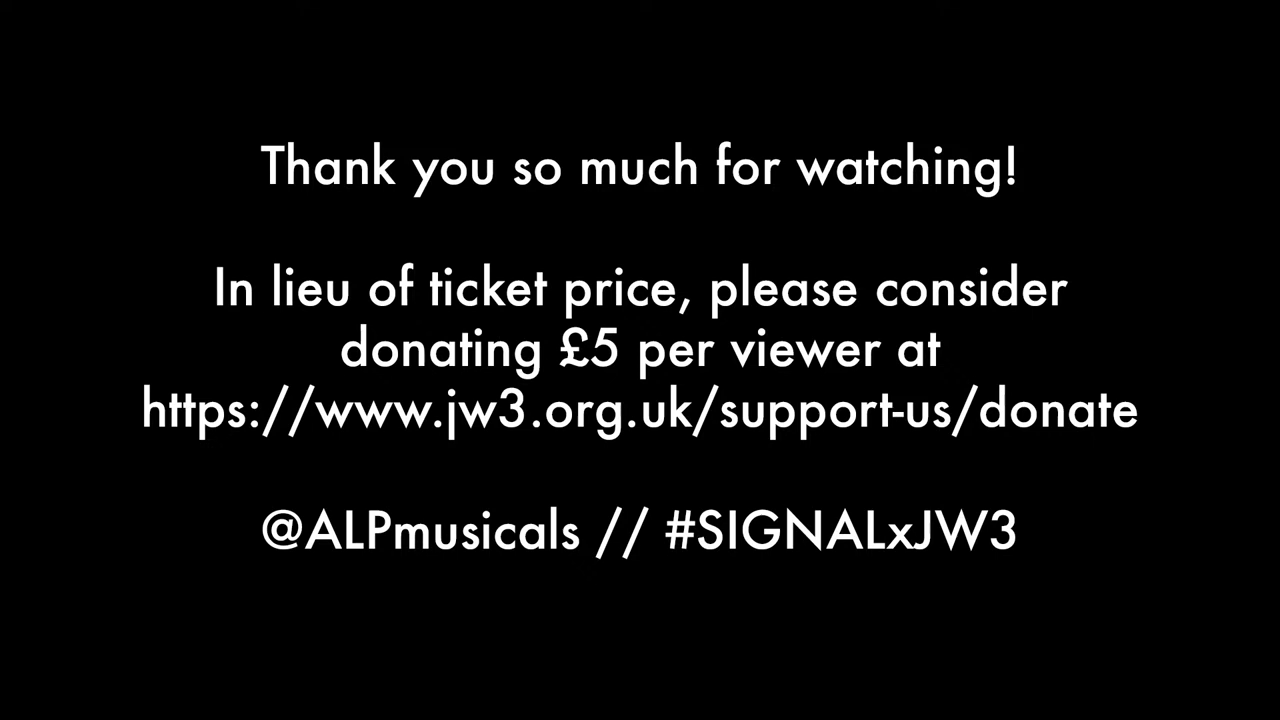 Thank you so much for watching!
In lieu of ticket price, please consider
donating £5 per viewer at
https://www.jw3.org.uk/support-us/donate
@ALPmusicals // #SIGNALxJW3